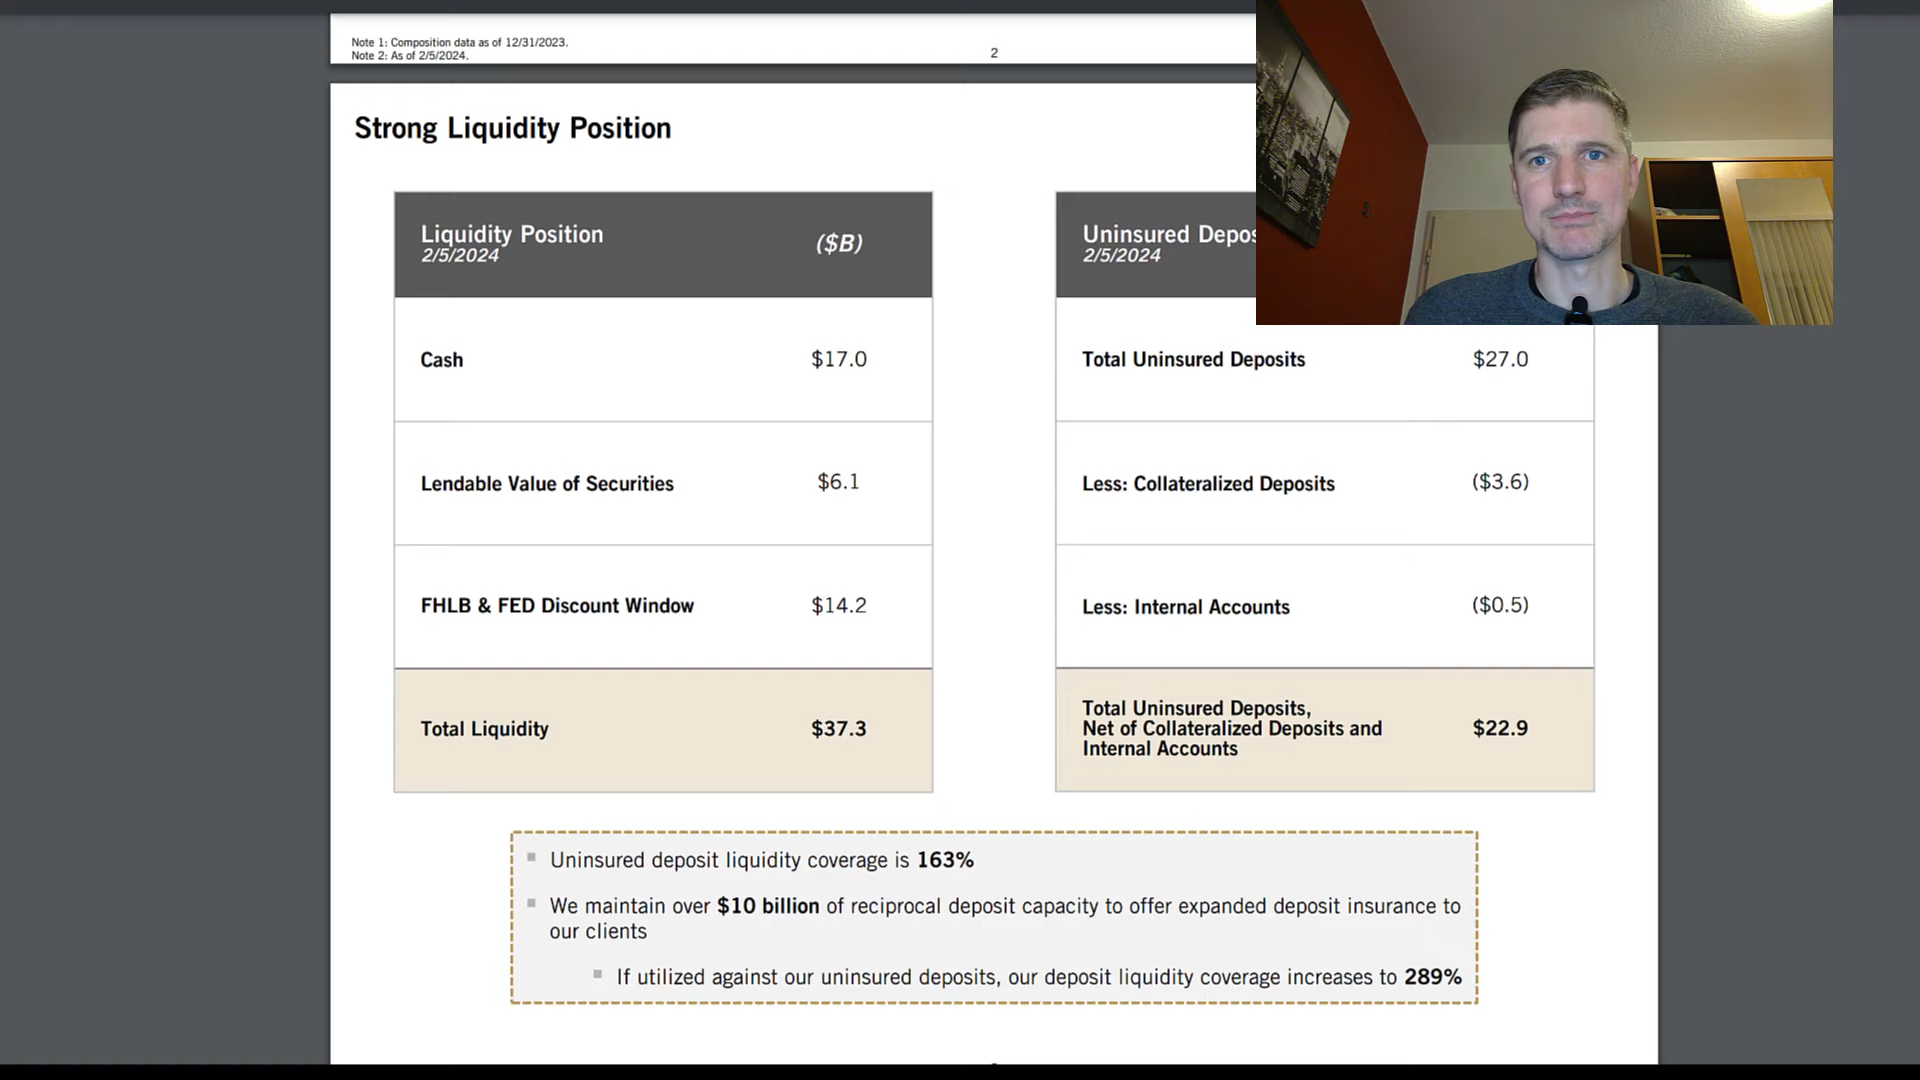 Note 1: Composition data as of 12/31/2023.
Note 2: As of 2/5/2024.
2
Strong Liquidity Position
Liquidity Position
2/5/2024
($B)
Cash $17.0
Lendable Value of Securities $6.1
FHLB & FED Discount Window $14.2
Total Liquidity $37.3
Uninsured
2/5/2024
Total Uninsured Deposits $27.0
Less: Collateralized Deposits ($3.6)
Less: Internal Accounts ($0.5)
Total Uninsured Deposits,
Net of Collateralized Deposits and
Internal Accounts
$22.9
Uninsured deposit liquidity coverage is 163%
We maintain over $10 billion of reciprocal deposit capacity to offer expanded deposit insurance to
our clients
If utilized against our uninsured deposits, our deposit liquidity coverage increases to 289%